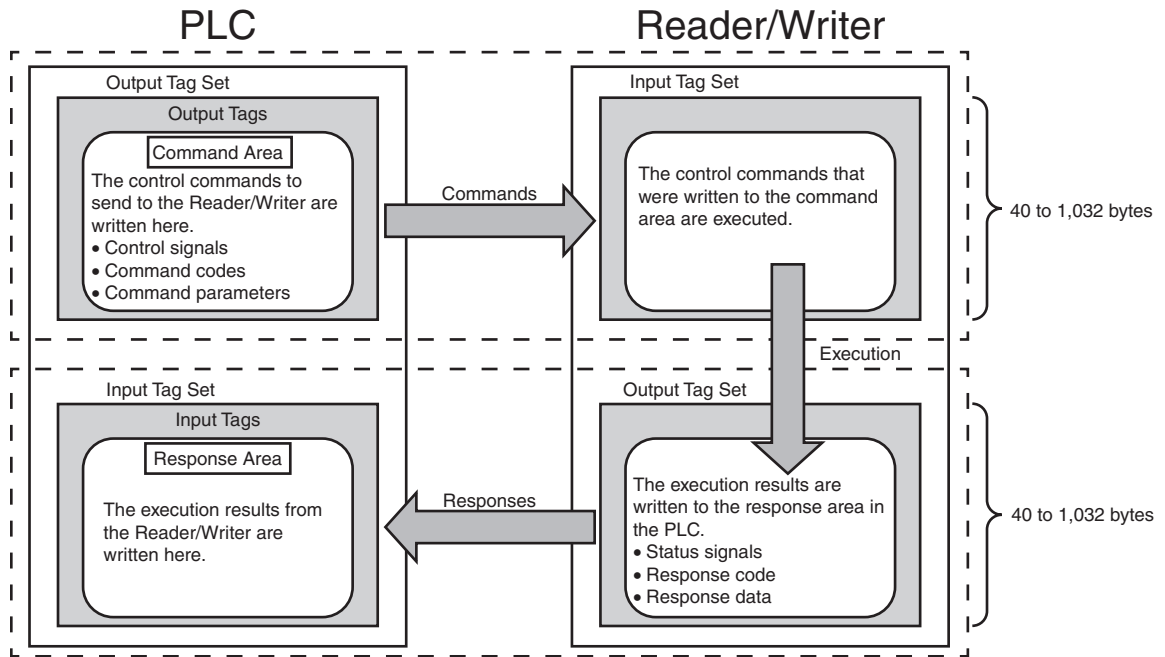 PLC
Reader/Writer
Output Tag Set
Output Tags
Command Area
The control commands to
send to the Reader/Writer are
written here.
• Control signals
• Command codes
• Command parameters
Commands
Input Tag Set
The control commands that
were written to the command
area are executed.
40 to 1,032 bytes
Execution
Input Tag Set
Input Tags
Response Area
The execution results from
the Reader/Writer are
written here.
Responses
Output Tag Set
The execution results are
written to the response area in
the PLC.
• Status signals
• Response code
• Response data
40 to 1,032 bytes